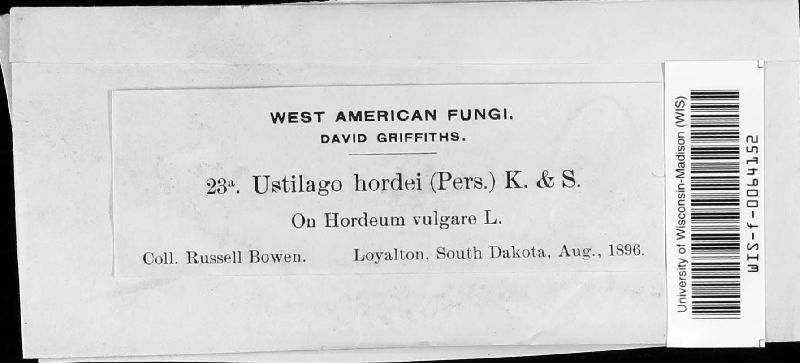 WEST AMERICAN FUNGI.
DAVID GRIFFITHS.
23a. Ustilago hordei (Pers.) K. & S.
On Hordeum vulgare L.
Coll. Russell Bowen. Loyalton, South Dakota, Aug., 1896.
University of Wisconsin-Madison (WIS)
WIS-f-0064152